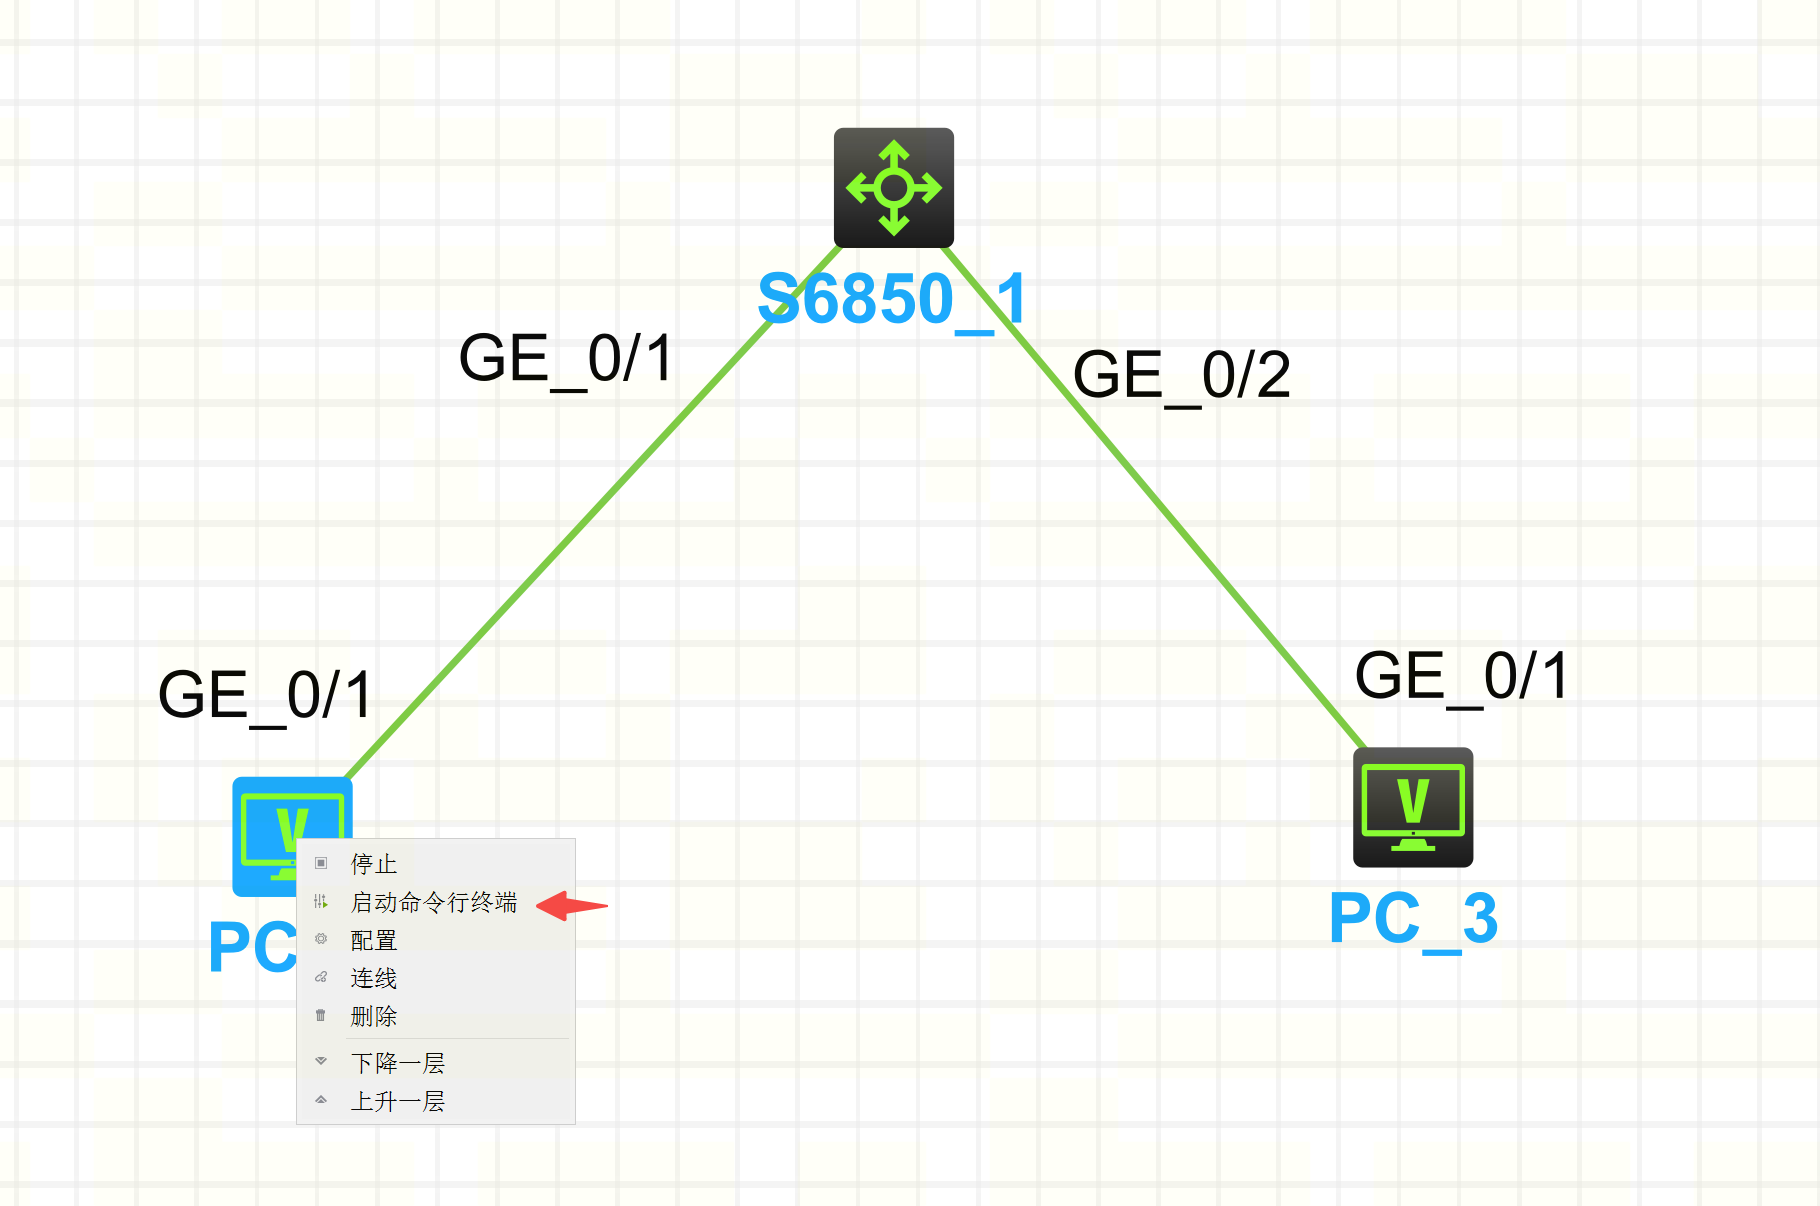 S6850_1
GE_0/1
GE_0/2
GE_0/1
GE_0/1
PC
PC_3
停止
启动命令行终端
配置
连线
删除
下降一层
上升一层